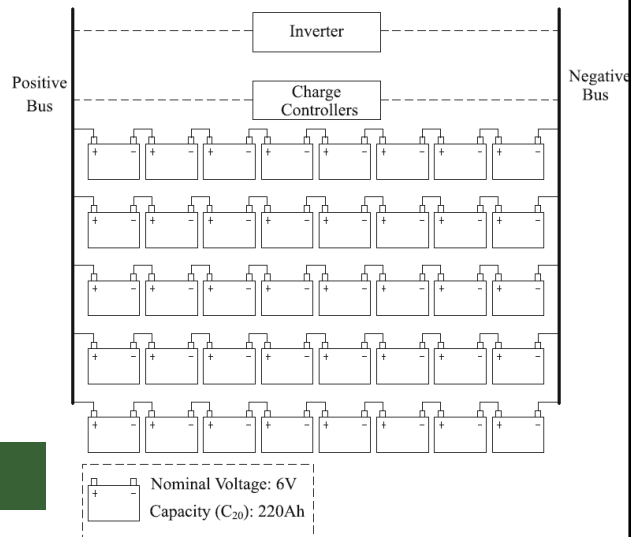 Inverter
Positive
Bus
Negative
Bus
Charge
Controllers
+ - + - + - + - + - + - + - + -
+ - + - + - + - + - + - + - + -
+ - + - + - + - + - + - + - + -
+ - + - + - + - + - + - + - + -
+ - + - + - + - + - + - + - + -
+ -
Nominal Voltage: 6V
Capacity (C₂₀): 220Ah